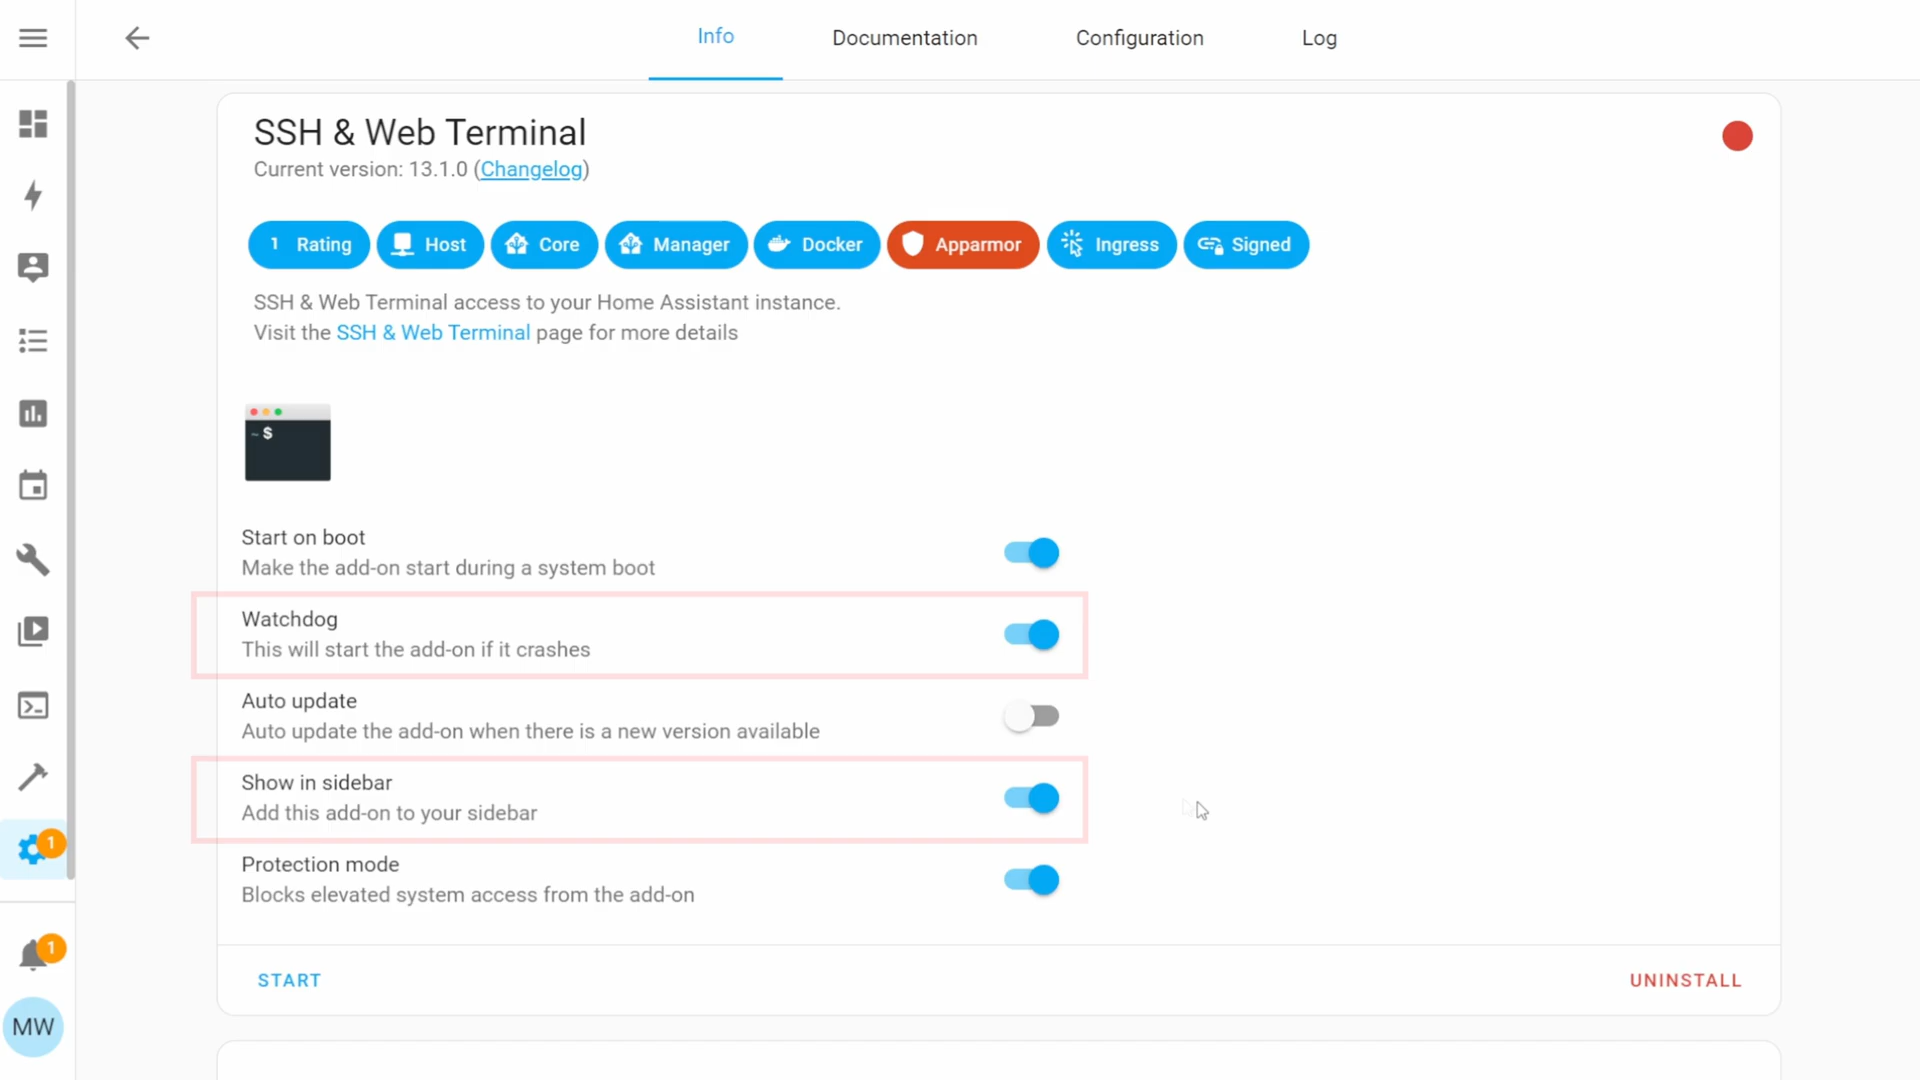 Info
Documentation
Configuration
Log
SSH & Web Terminal
Current version: 13.1.0 (Changelog)
1 Rating
Host
Core
Manager
Docker
Apparmor
Ingress
Signed
SSH & Web Terminal access to your Home Assistant instance.
Visit the SSH & Web Terminal page for more details
~ $
Start on boot
Make the add-on start during a system boot
Watchdog
This will start the add-on if it crashes
Auto update
Auto update the add-on when there is a new version available
Show in sidebar
Add this add-on to your sidebar
1
Protection mode
Blocks elevated system access from the add-on
1
START
UNINSTALL
MW